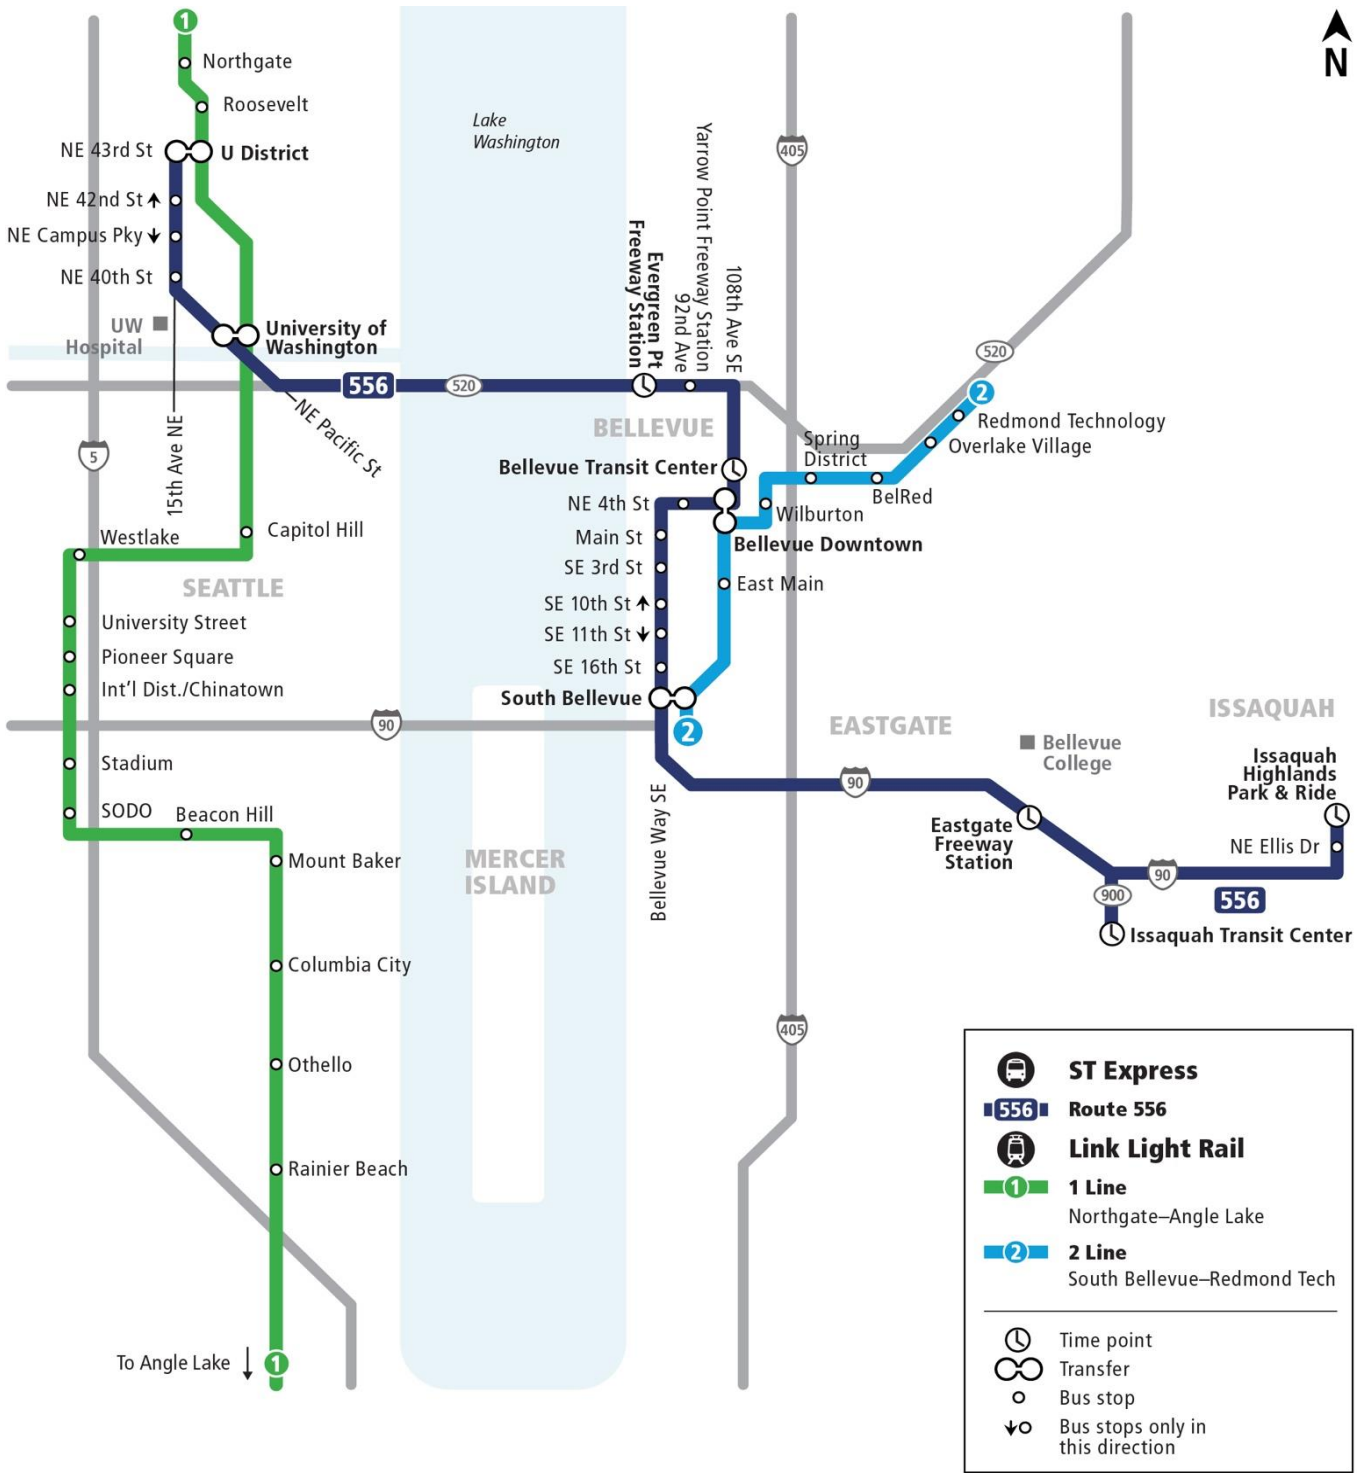 1
Northgate
Roosevelt
NE 43rd St
U District
NE 42nd St
NE Campus Pky
NE 40th St
UW
Hospital
University of
Washington
15th Ave NE
NE Pacific St
5
556
520
Lake
Washington
Evergreen Pt
Freeway Station
Yarrow Point Freeway Station
92nd Ave
108th Ave SE
405
N
520
2
Redmond Technology
Overlake Village
Spring
District
BelRed
Wilburton
BELLEVUE
Bellevue Transit Center
NE 4th St
Bellevue Downtown
Main St
SE 3rd St
East Main
SE 10th St
SE 11th St
SE 16th St
South Bellevue
2
Capitol Hill
Westlake
SEATTLE
University Street
Pioneer Square
Int'l Dist./Chinatown
90
Stadium
SODO
Beacon Hill
Mount Baker
MERCER
ISLAND
Columbia City
Othello
Rainier Beach
To Angle Lake
1
Bellevue Way SE
EASTGATE
90
Bellevue
College
Eastgate
Freeway
Station
ISSAQUAH
Issaquah
Highlands
Park & Ride
NE Ellis Dr
90
900
556
Issaquah Transit Center
405
ST Express
556
Route 556
Link Light Rail
1
1 Line
Northgate–Angle Lake
2
2 Line
South Bellevue–Redmond Tech
Time point
Transfer
Bus stop
Bus stops only in
this direction